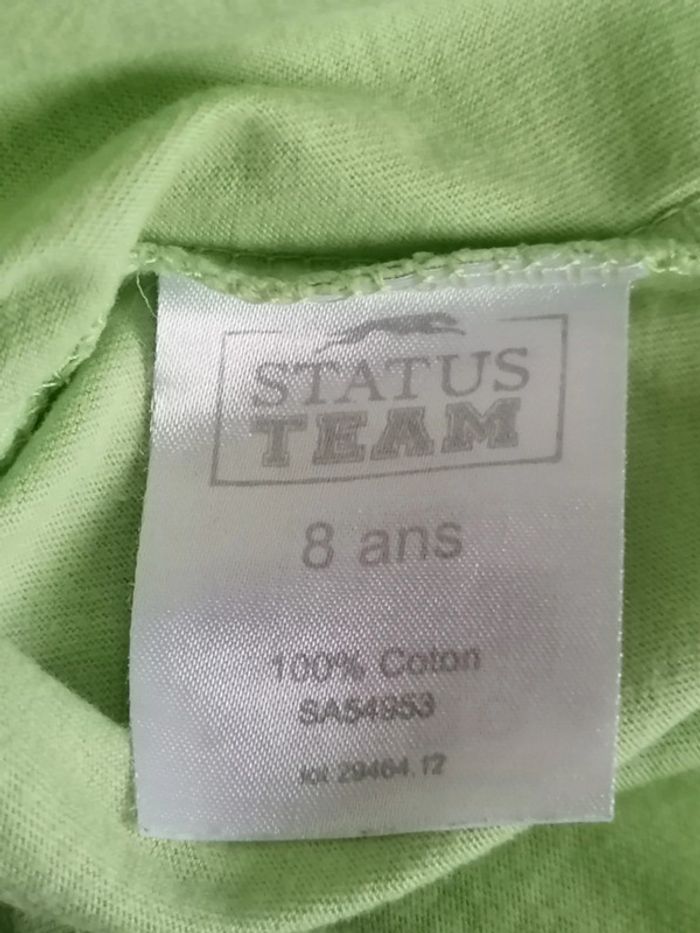 STATUS
TEAM
8 ans
100% Coton
SA54953
lot 29464.12